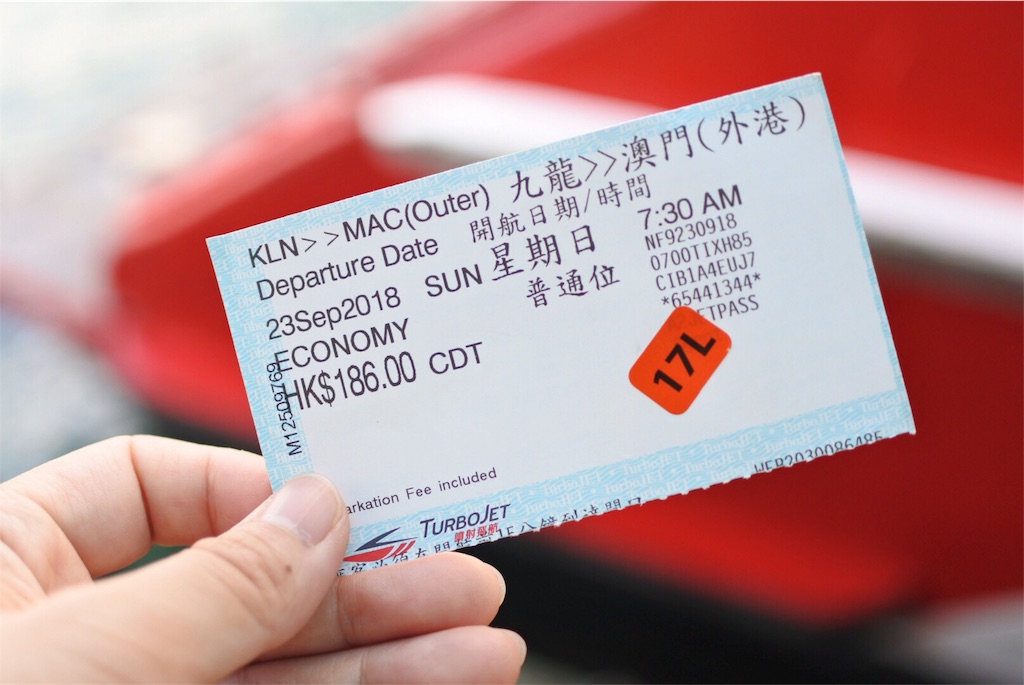 KLN>>MAC(Outer) 九龍>>澳門(外港)
Departure Date 開航日期/時間
23Sep2018 SUN 星期日 7:30 AM
ECONOMY 普通位
HK$186.00 CDT
NF9230918
0700TIXH85
CIB1A4EUJ7
*65441344*
ETPASS
17L
M12509769
arkation Fee included
TURBOJET
噴射飛航
WEB2030086485